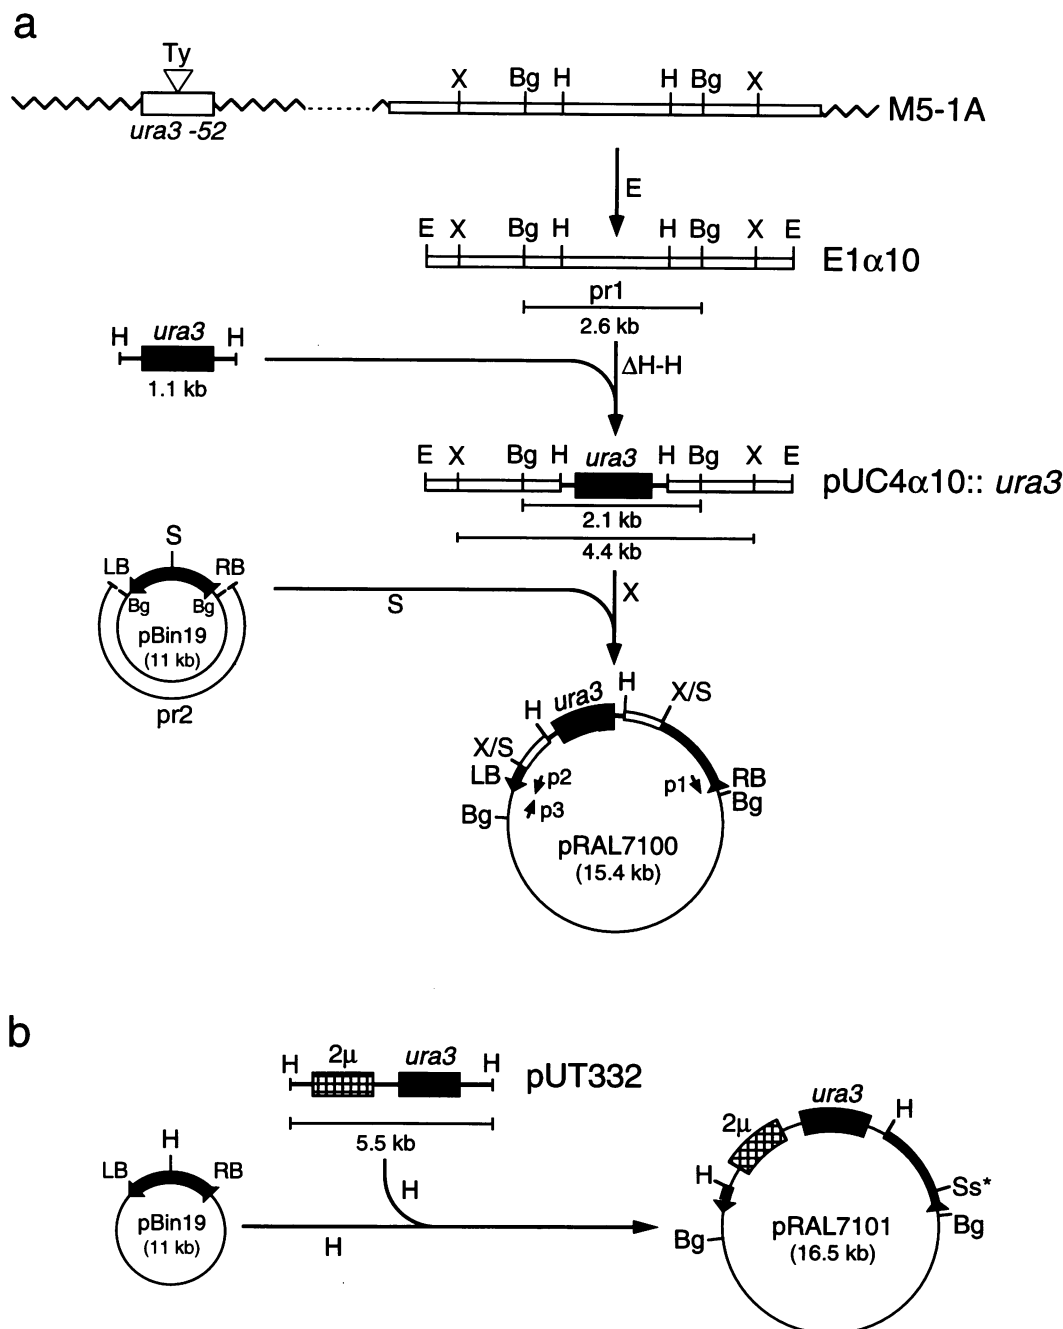 a
Ty
X Bg H H Bg X
M5-1A
ura3 -52
E
E X Bg H H Bg X E
E1α10
pr1
2.6 kb
H ura3 H
1.1 kb
ΔH-H
E X Bg H ura3 H Bg X E
pUC4α10:: ura3
2.1 kb
4.4 kb
S
LB RB
Bg Bg
pBin19
(11 kb)
pr2
S
X
H ura3 H X/S
X/S
LB p2 p1 RB
Bg p3 Bg
pRAL7100
(15.4 kb)
b
H 2μ ura3 H
pUT332
5.5 kb
H
LB RB
pBin19
(11 kb)
H
H
2μ ura3 H
H
Ss*
Bg Bg
pRAL7101
(16.5 kb)